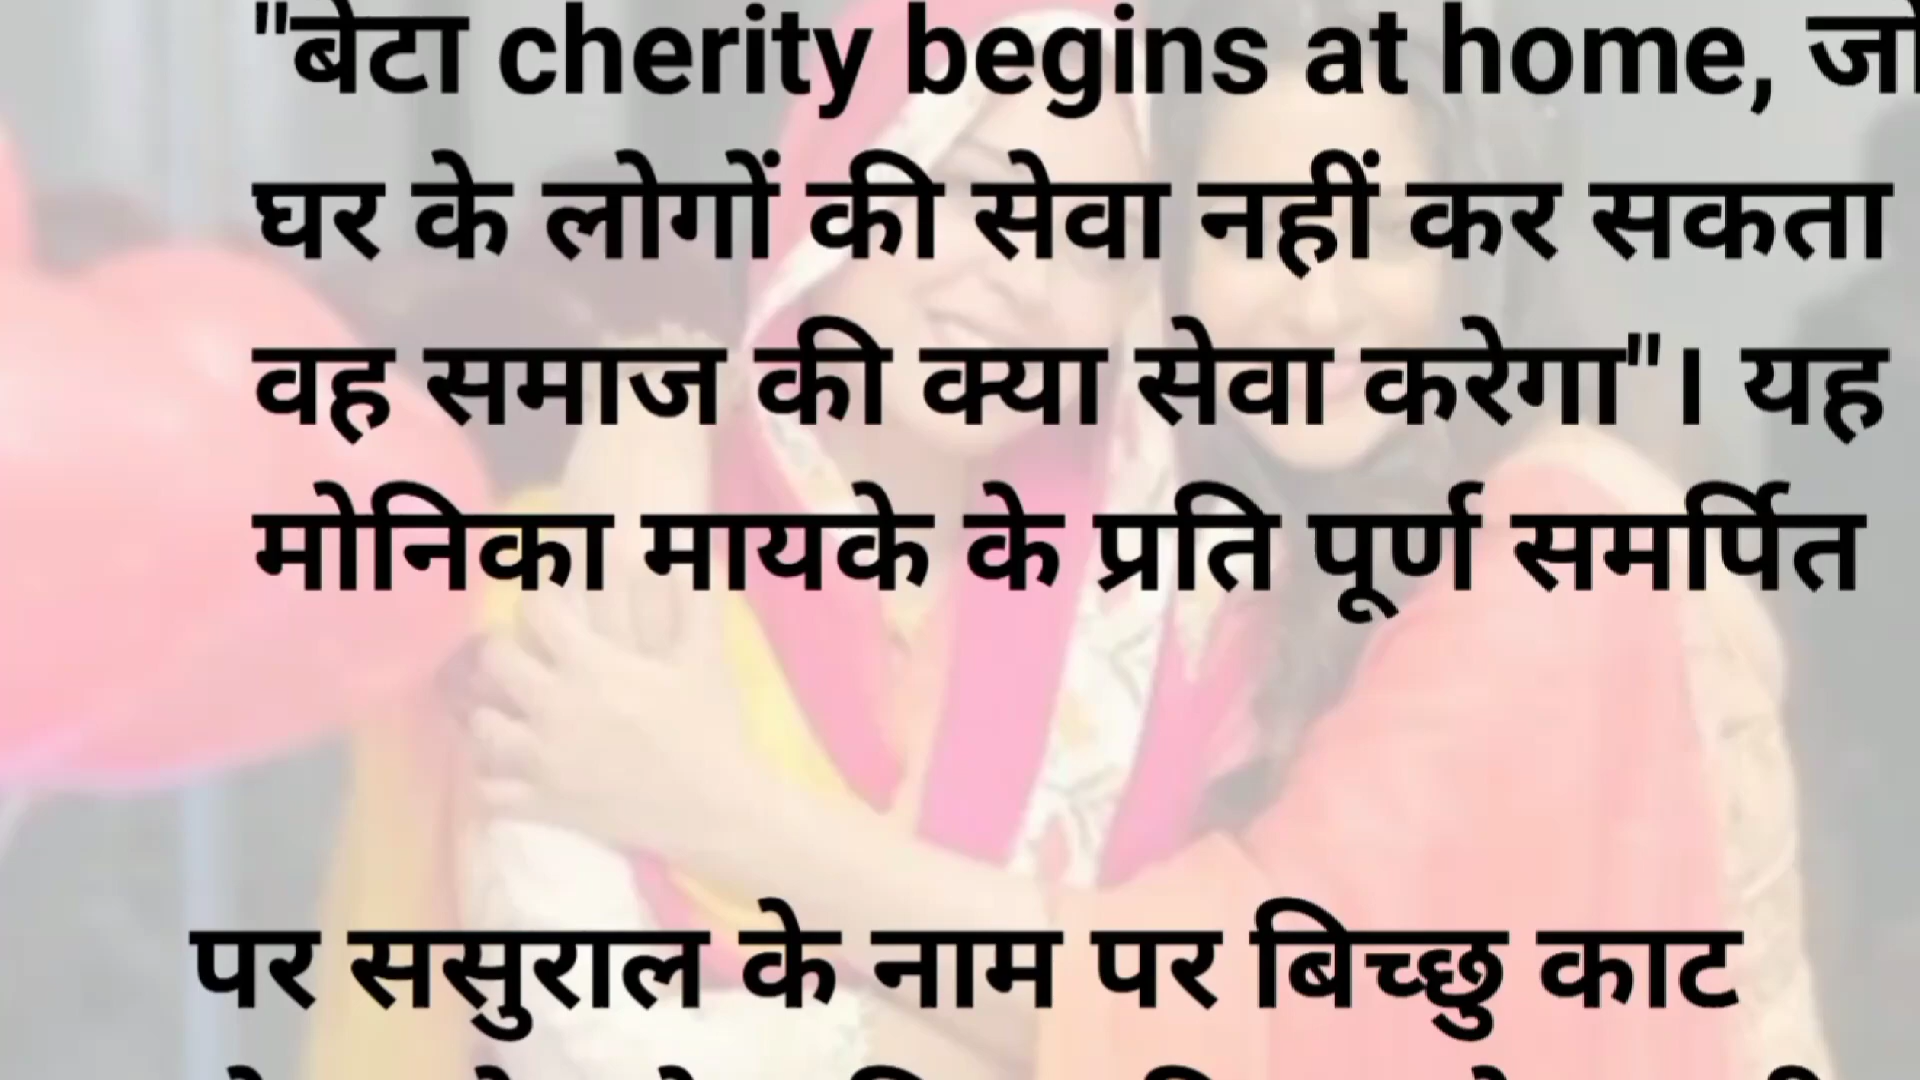 "बेटा cherity begins at home, जो
घर के लोगों की सेवा नहीं कर सकता
वह समाज की क्या सेवा करेगा"। यह
मोनिका मायके के प्रति पूर्ण समर्पित
पर ससुराल के नाम पर बिच्छु काट